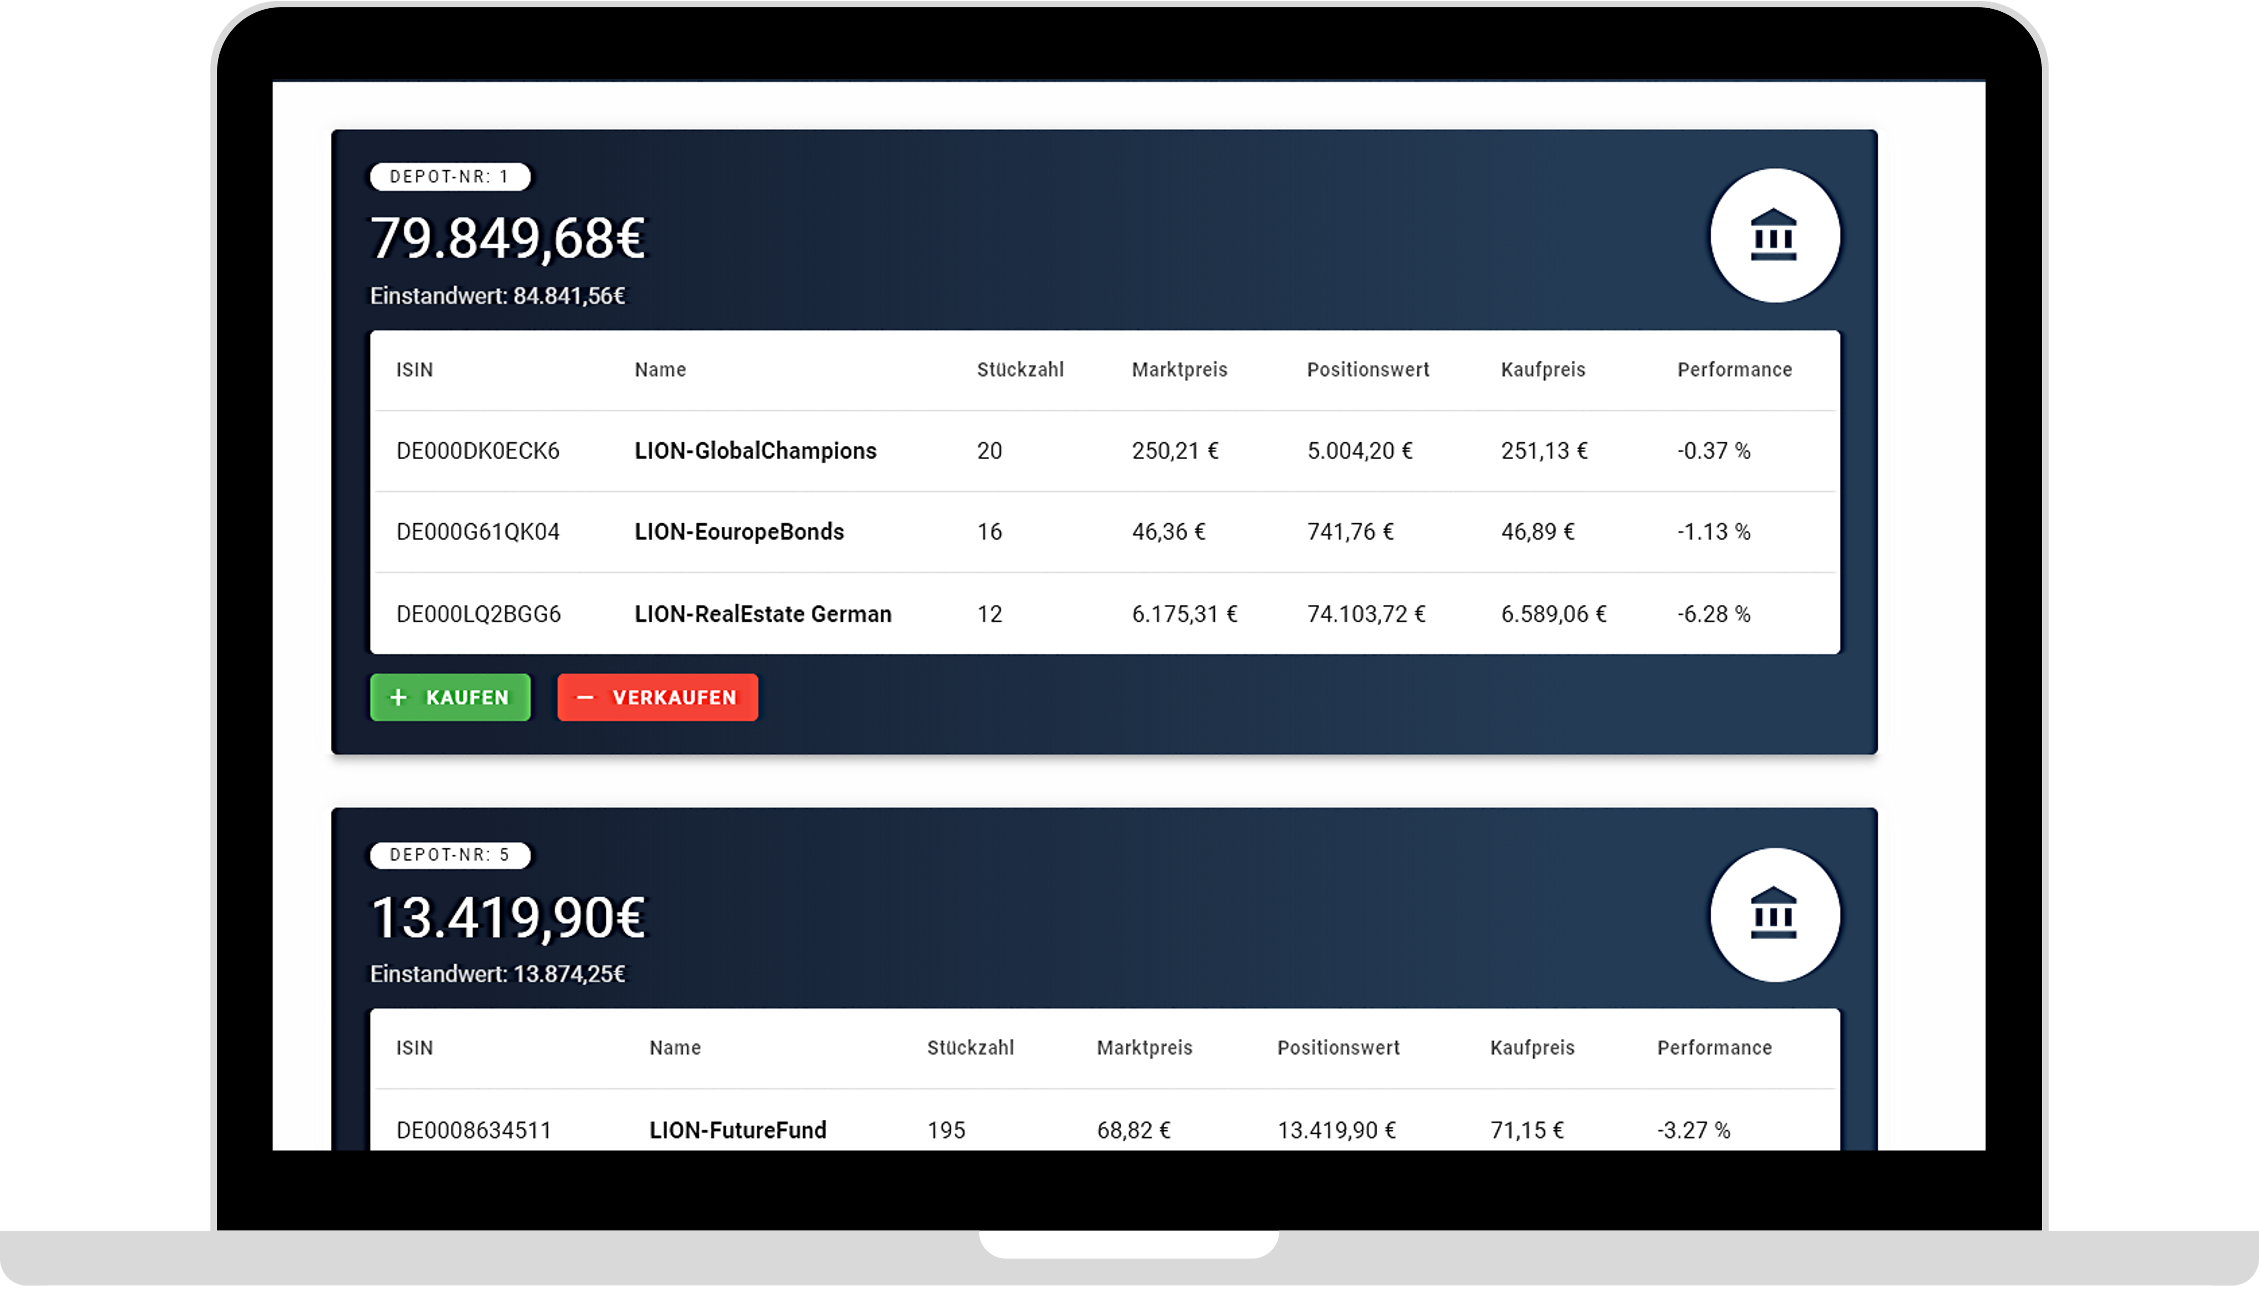 DEPOT-NR: 1
79.849,68€
Einstandwert: 84.841,56€
ISIN Name Stückzahl Marktpreis Positionswert Kaufpreis Performance
DE000DK0ECK6 LION-GlobalChampions 20 250,21 € 5.004,20 € 251,13 € -0.37 %
DE000G61QK04 LION-EouropeBonds 16 46,36 € 741,76 € 46,89 € -1.13 %
DE000LQ2BGG6 LION-RealEstate German 12 6.175,31 € 74.103,72 € 6.589,06 € -6.28 %
+ KAUFEN − VERKAUFEN
DEPOT-NR: 5
13.419,90€
Einstandwert: 13.874,25€
ISIN Name Stückzahl Marktpreis Positionswert Kaufpreis Performance
DE0008634511 LION-FutureFund 195 68,82 € 13.419,90 € 71,15 € -3.27 %